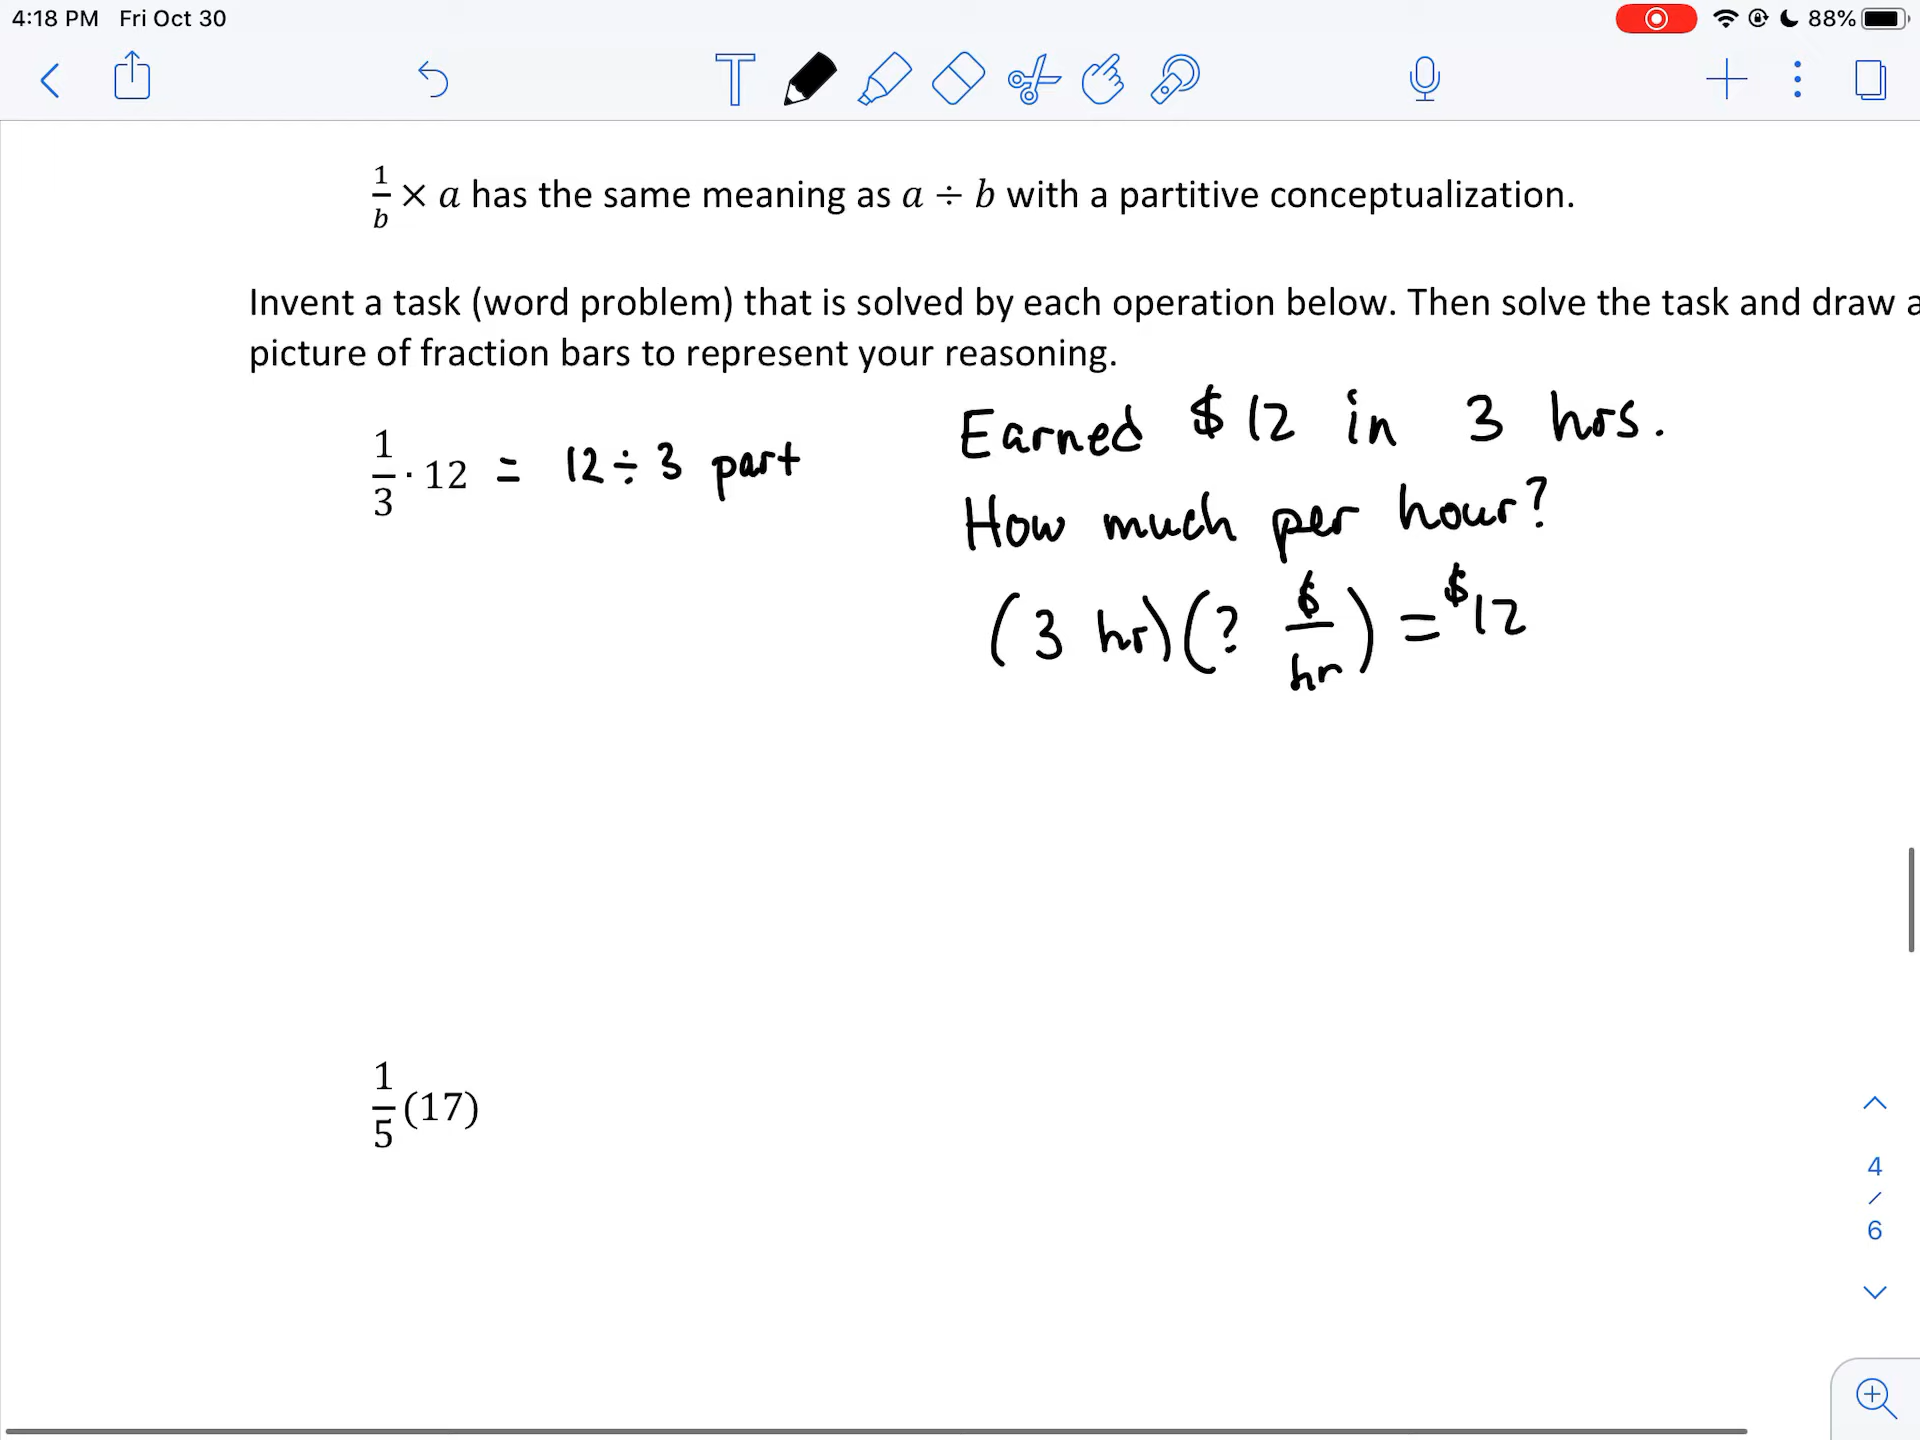 4:18 PM Fri Oct 30 88%
1/b × a has the same meaning as a ÷ b with a partitive conceptualization.
Invent a task (word problem) that is solved by each operation below. Then solve the task and draw a
picture of fraction bars to represent your reasoning.
1/3 · 12 = 12 ÷ 3 part
Earned $12 in 3 hrs.
How much per hour?
(3 hr)(? $/hr) = $12
1/5(17)
4
/
6